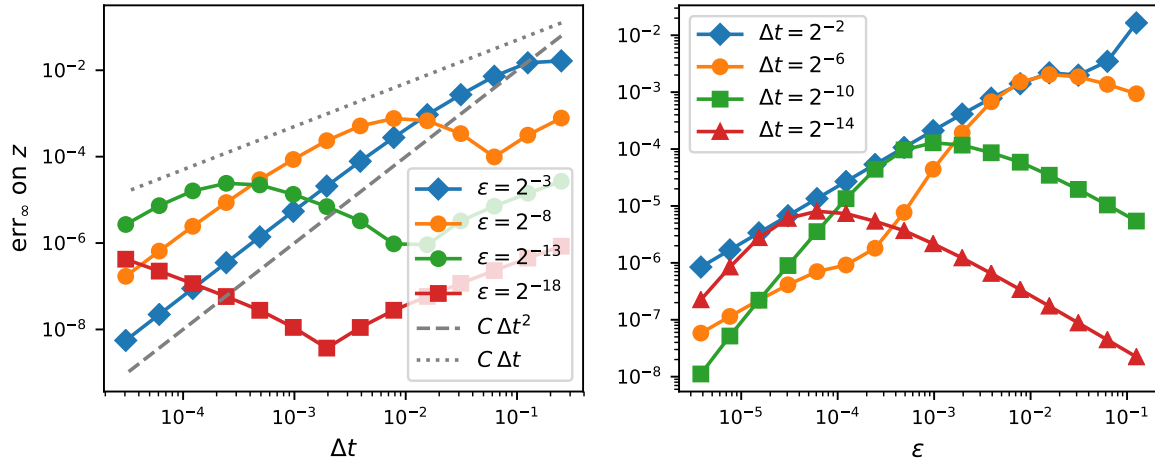 err∞ on z
10⁻²
10⁻⁴
10⁻⁶
10⁻⁸
10⁻⁴
10⁻³
10⁻²
10⁻¹
Δt
ε = 2⁻³
ε = 2⁻⁸
ε = 2⁻¹³
ε = 2⁻¹⁸
C Δt²
C Δt
10⁻²
10⁻³
10⁻⁴
10⁻⁵
10⁻⁶
10⁻⁷
10⁻⁸
10⁻⁵
10⁻⁴
10⁻³
10⁻²
10⁻¹
ε
Δt = 2⁻²
Δt = 2⁻⁶
Δt = 2⁻¹⁰
Δt = 2⁻¹⁴